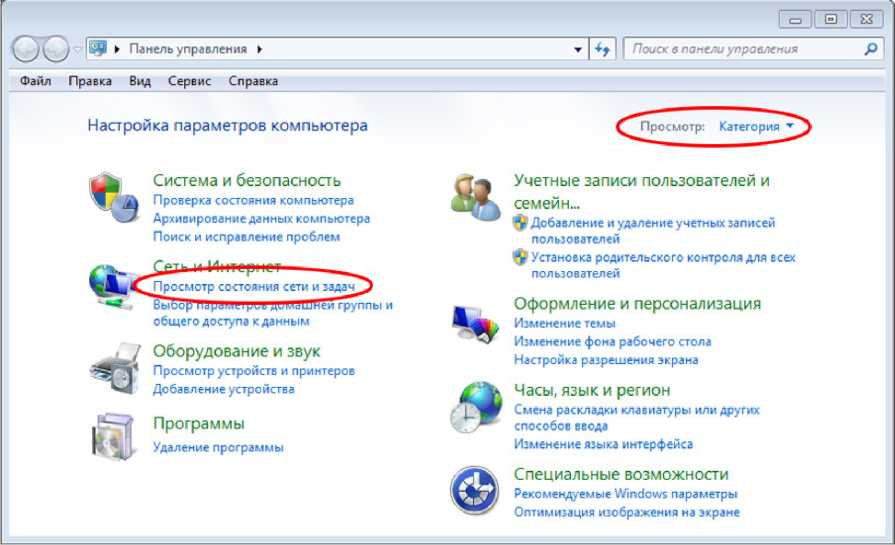 Панель управления
Поиск в панели управления
Файл Правка Вид Сервис Справка
Настройка параметров компьютера
Просмотр: Категория
Система и безопасность
Проверка состояния компьютера
Архивирование данных компьютера
Поиск и исправление проблем
Сеть и Интернет
Просмотр состояния сети и задач
Выбор параметров домашней группы и
общего доступа к данным
Оборудование и звук
Просмотр устройств и принтеров
Добавление устройства
Программы
Удаление программы
Учетные записи пользователей и
семейн...
Добавление и удаление учетных записей
пользователей
Установка родительского контроля для всех
пользователей
Оформление и персонализация
Изменение темы
Изменение фона рабочего стола
Настройка разрешения экрана
Часы, язык и регион
Смена раскладки клавиатуры или других
способов ввода
Изменение языка интерфейса
Специальные возможности
Рекомендуемые Windows параметры
Оптимизация изображения на экране